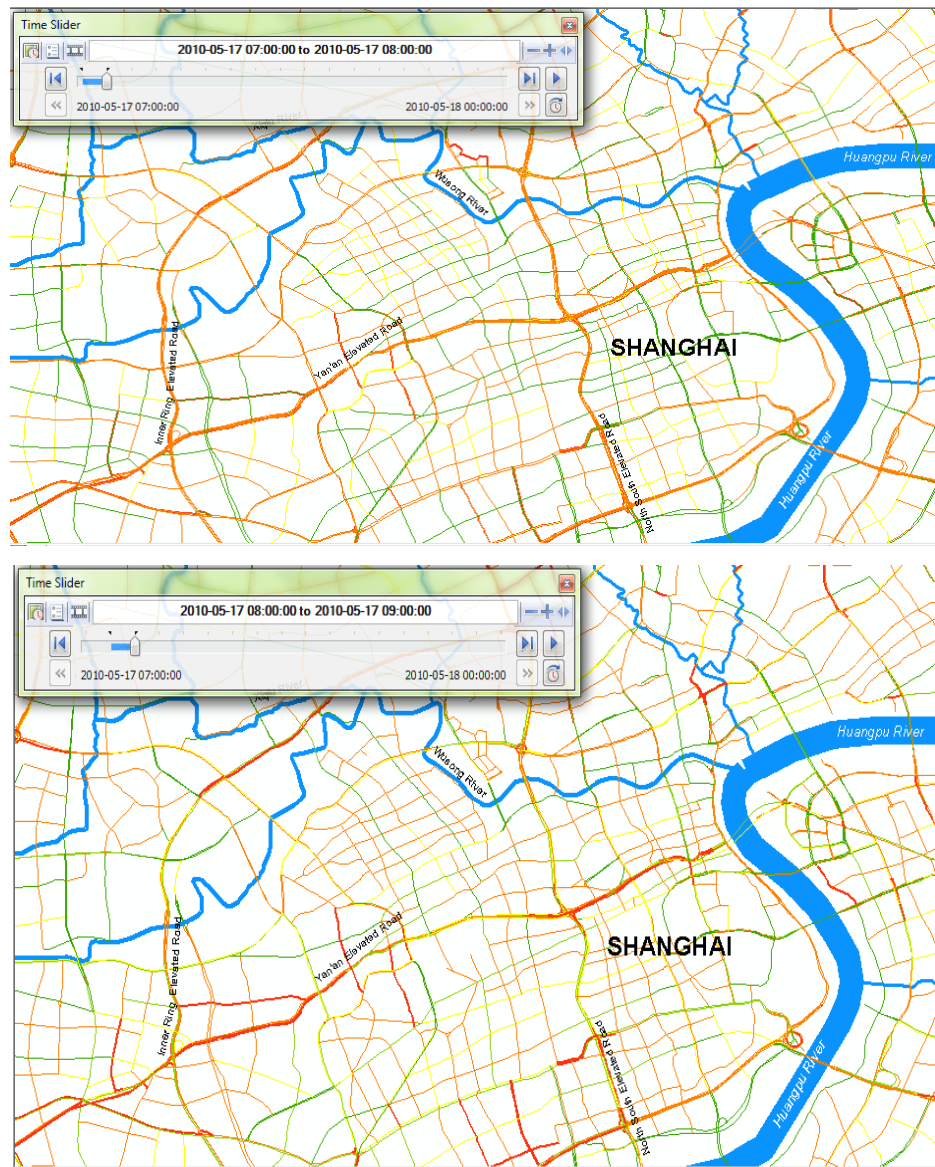 Time Slider
2010-05-17 07:00:00 to 2010-05-17 08:00:00
2010-05-17 07:00:00
2010-05-18 00:00:00
River
Huangpu River
Wusong River
Yan'an Elevated Road
SHANGHAI
Inner Ring Elevated Road
North South Elevated Road
Huangpu River
Time Slider
2010-05-17 08:00:00 to 2010-05-17 09:00:00
2010-05-17 07:00:00
2010-05-18 00:00:00
River
Huangpu River
Wusong River
Yan'an Elevated Road
SHANGHAI
Inner Ring Elevated Road
North South Elevated Road
Huangpu River